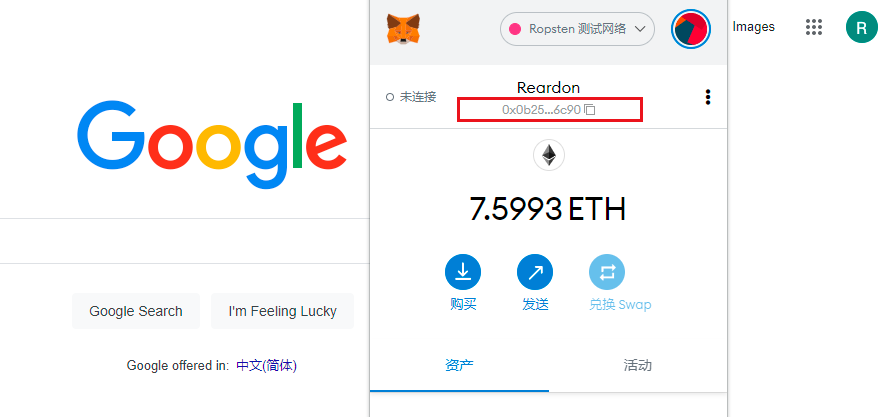 Google
Google Search
I'm Feeling Lucky
Google offered in: 中文(简体)
Ropsten 测试网络
未连接
Reardon
0x0b25...6c90
7.5993 ETH
购买
发送
兑换 Swap
资产
活动
Images
R